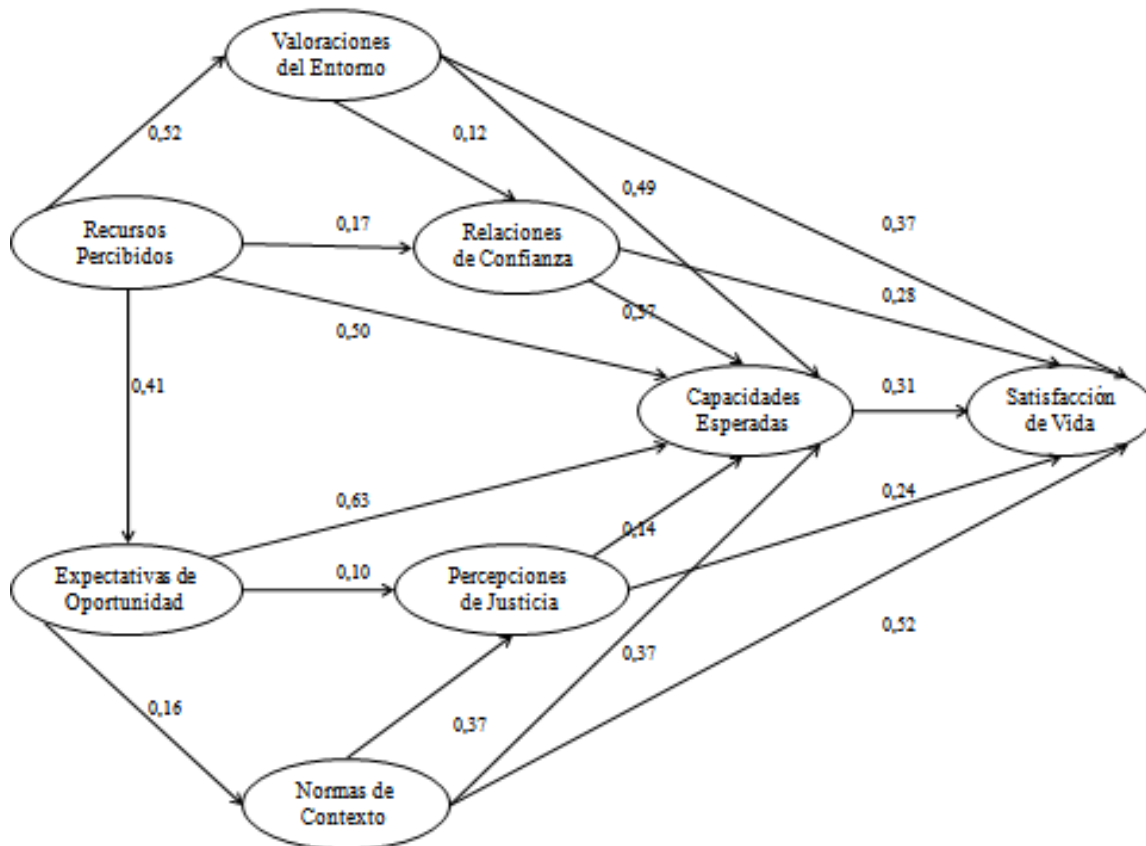 Valoraciones
del Entorno
0,52
0,12
0,49
0,37
Recursos
Percibidos
0,17
Relaciones
de Confianza
0,28
0,50
0,57
0,41
Capacidades
Esperadas
0,31
Satisfacción
de Vida
0,63
0,24
0,14
Expectativas de
Oportunidad
0,10
Percepciones
de Justicia
0,37
0,52
0,16
0,37
Normas de
Contexto